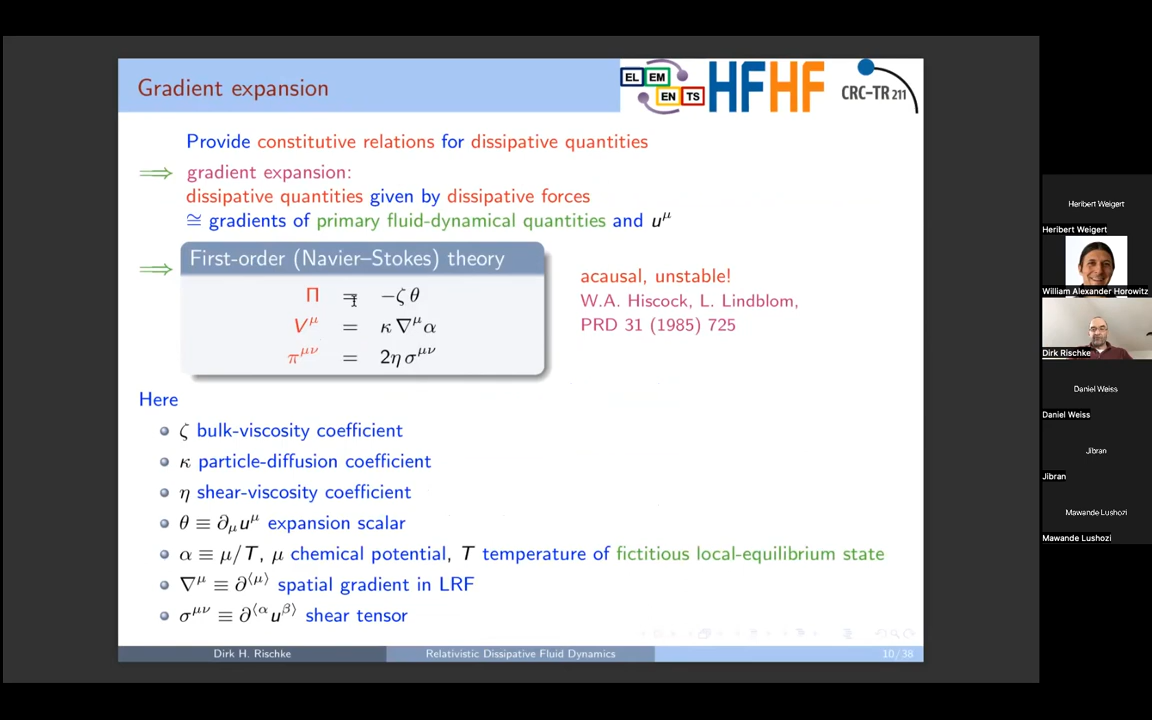 Gradient expansion
EL EM EN TS
HFHF
CRC-TR 211
Provide constitutive relations for dissipative quantities
⟹ gradient expansion:
dissipative quantities given by dissipative forces
≅ gradients of primary fluid-dynamical quantities and u^μ
⟹ First-order (Navier–Stokes) theory
Π = −ζ θ
V^μ = κ ∇^μ α
π^{μν} = 2η σ^{μν}
acausal, unstable!
W.A. Hiscock, L. Lindblom,
PRD 31 (1985) 725
Here
ζ bulk-viscosity coefficient
κ particle-diffusion coefficient
η shear-viscosity coefficient
θ ≡ ∂_μ u^μ expansion scalar
α ≡ μ/T, μ chemical potential, T temperature of fictitious local-equilibrium state
∇^μ ≡ ∂^{⟨μ⟩} spatial gradient in LRF
σ^{μν} ≡ ∂^{⟨α} u^{β⟩} shear tensor
Dirk H. Rischke
Relativistic Dissipative Fluid Dynamics
10/38
Heribert Weigert
Heribert Weigert
William Alexander Horowitz
Dirk Rischke
Daniel Weiss
Daniel Weiss
Jibran
Jibran
Mawande Lushozi
Mawande Lushozi